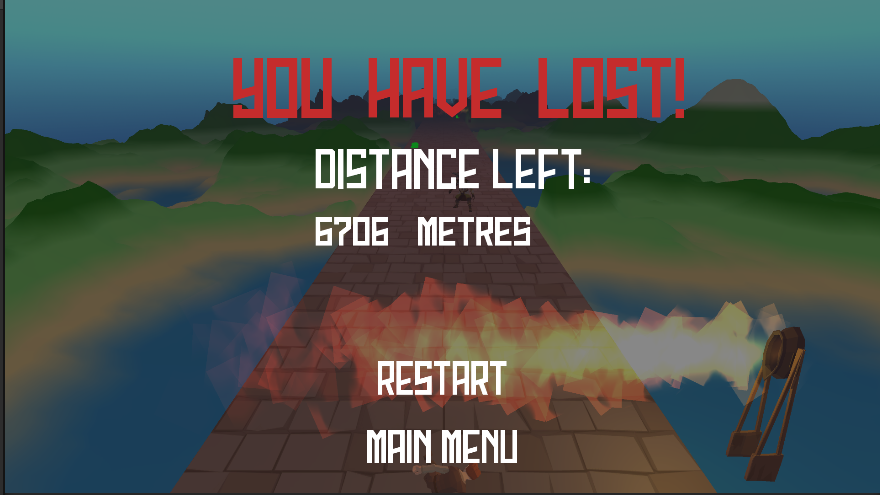 YOU HAVE LOST!
DISTANCE LEFT:
6706 METRES
RESTART
MAIN MENU